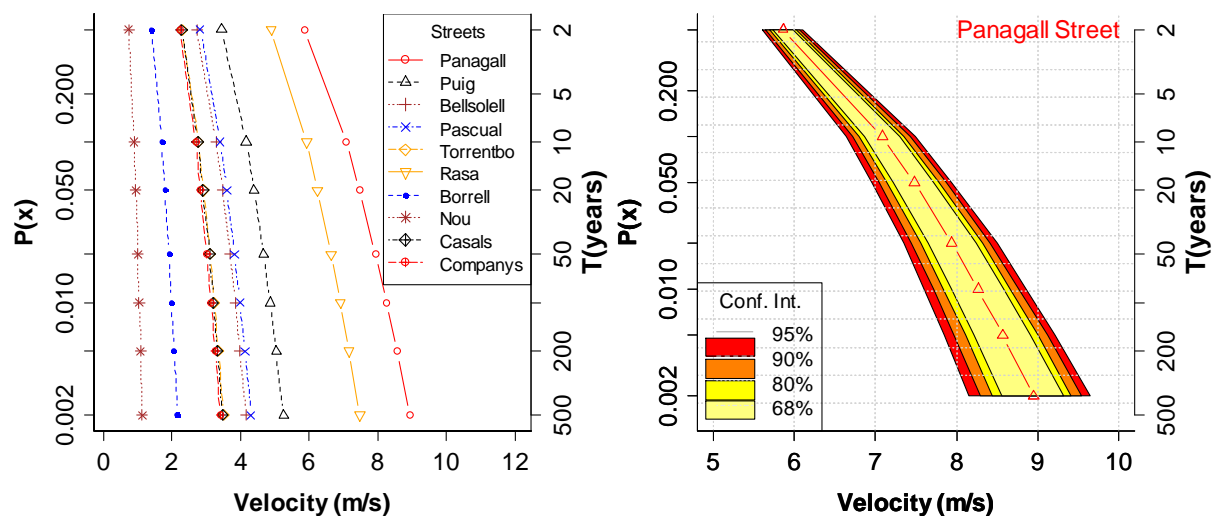 P(x)
0.200
0.050
0.010
0.002
0 2 4 6 8 10 12
Velocity (m/s)
2
5
10
20
50
200
500
T(years)
Streets
Panagall
Puig
Bellsolell
Pascual
Torrentbo
Rasa
Borrell
Nou
Casals
Companys
Panagall Street
P(x)
0.200
0.050
0.010
0.002
5 6 7 8 9 10
Velocity (m/s)
2
5
10
20
50
200
500
T(years)
Conf. Int.
95%
90%
80%
68%